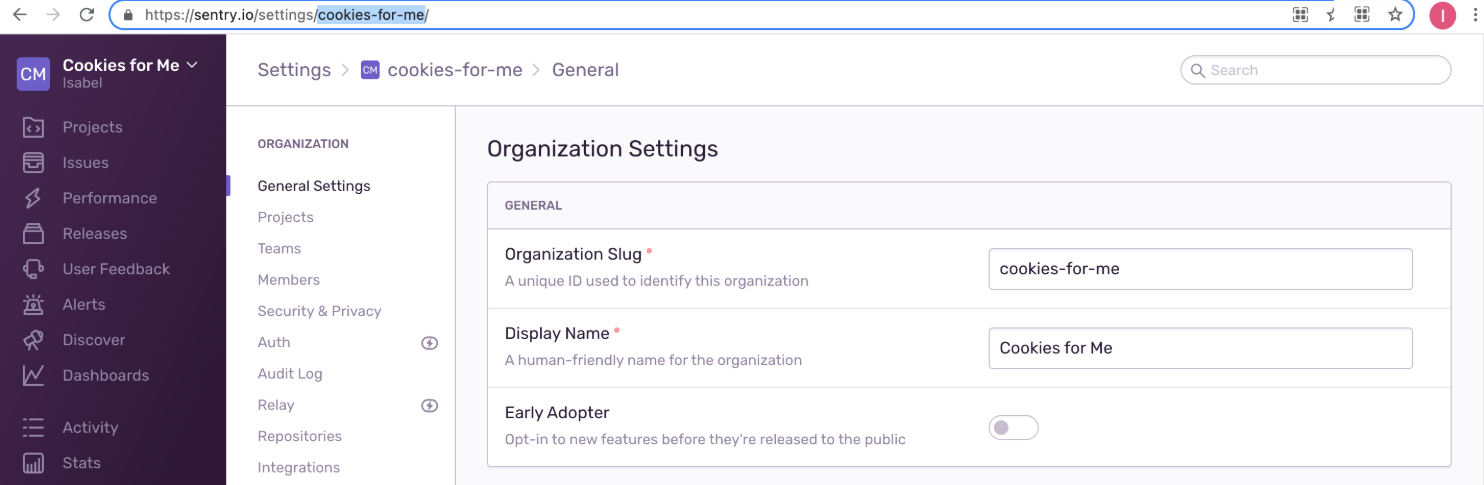 https://sentry.io/settings/cookies-for-me/
I
CM
Cookies for Me
Isabel
Projects
Issues
Performance
Releases
User Feedback
Alerts
Discover
Dashboards
Activity
Stats
Settings > CM cookies-for-me > General
Search
ORGANIZATION
General Settings
Projects
Teams
Members
Security & Privacy
Auth
Audit Log
Relay
Repositories
Integrations
Organization Settings
GENERAL
Organization Slug *
A unique ID used to identify this organization
cookies-for-me
Display Name *
A human-friendly name for the organization
Cookies for Me
Early Adopter
Opt-in to new features before they're released to the public